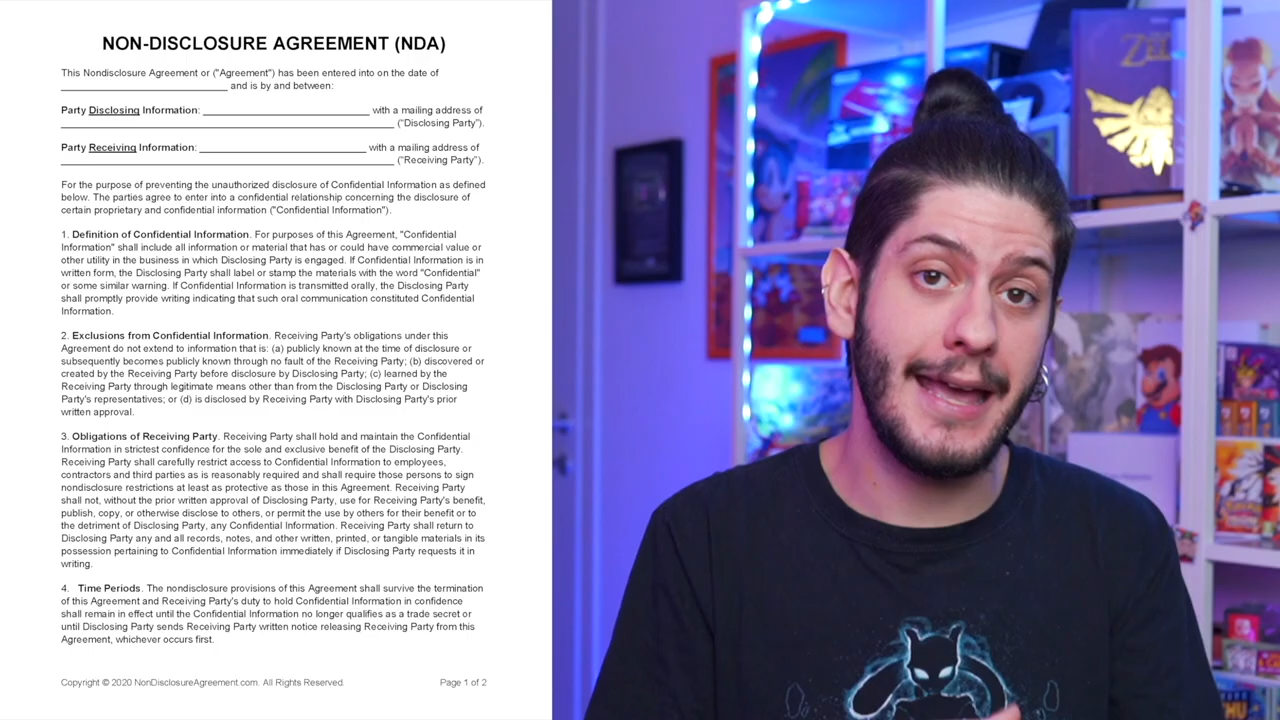 NON-DISCLOSURE AGREEMENT (NDA)
This Nondisclosure Agreement or ("Agreement") has been entered into on the date of
______________________________ and is by and between:
Party Disclosing Information: ______________________________ with a mailing address of
____________________________________________________________ ("Disclosing Party").
Party Receiving Information: ______________________________ with a mailing address of
____________________________________________________________ ("Receiving Party").
For the purpose of preventing the unauthorized disclosure of Confidential Information as defined
below. The parties agree to enter into a confidential relationship concerning the disclosure of
certain proprietary and confidential information ("Confidential Information").
1. Definition of Confidential Information. For purposes of this Agreement, "Confidential
Information" shall include all information or material that has or could have commercial value or
other utility in the business in which Disclosing Party is engaged. If Confidential Information is in
written form, the Disclosing Party shall label or stamp the materials with the word "Confidential"
or some similar warning. If Confidential Information is transmitted orally, the Disclosing Party
shall promptly provide writing indicating that such oral communication constituted Confidential
Information.
2. Exclusions from Confidential Information. Receiving Party's obligations under this
Agreement do not extend to information that is: (a) publicly known at the time of disclosure or
subsequently becomes publicly known through no fault of the Receiving Party; (b) discovered or
created by the Receiving Party before disclosure by Disclosing Party; (c) learned by the
Receiving Party through legitimate means other than from the Disclosing Party or Disclosing
Party's representatives; or (d) is disclosed by Receiving Party with Disclosing Party's prior
written approval.
3. Obligations of Receiving Party. Receiving Party shall hold and maintain the Confidential
Information in strictest confidence for the sole and exclusive benefit of the Disclosing Party.
Receiving Party shall carefully restrict access to Confidential Information to employees,
contractors and third parties as is reasonably required and shall require those persons to sign
nondisclosure restrictions at least as protective as those in this Agreement. Receiving Party
shall not, without the prior written approval of Disclosing Party, use for Receiving Party's benefit,
publish, copy, or otherwise disclose to others, or permit the use by others for their benefit or to
the detriment of Disclosing Party, any Confidential Information. Receiving Party shall return to
Disclosing Party any and all records, notes, and other written, printed, or tangible materials in its
possession pertaining to Confidential Information immediately if Disclosing Party requests it in
writing.
4. Time Periods. The nondisclosure provisions of this Agreement shall survive the termination
of this Agreement and Receiving Party's duty to hold Confidential Information in confidence
shall remain in effect until the Confidential Information no longer qualifies as a trade secret or
until Disclosing Party sends Receiving Party written notice releasing Receiving Party from this
Agreement, whichever occurs first.
Copyright © 2020 NonDisclosureAgreement.com. All Rights Reserved. Page 1 of 2
ZELDA